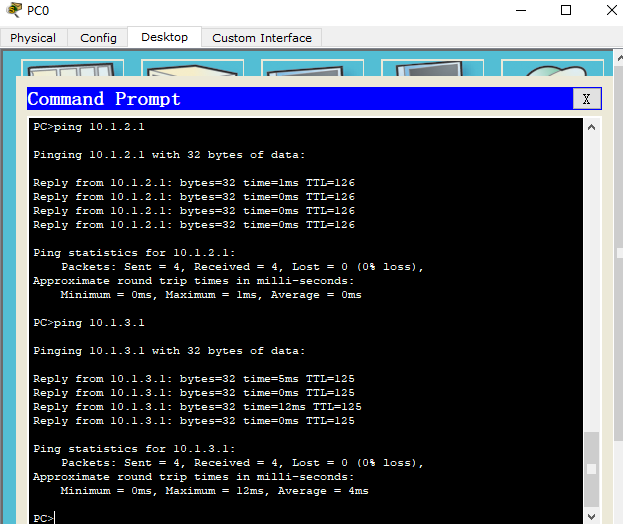 PC0
Physical Config Desktop Custom Interface
Command Prompt X
PC>ping 10.1.2.1
Pinging 10.1.2.1 with 32 bytes of data:
Reply from 10.1.2.1: bytes=32 time=1ms TTL=126
Reply from 10.1.2.1: bytes=32 time=0ms TTL=126
Reply from 10.1.2.1: bytes=32 time=0ms TTL=126
Reply from 10.1.2.1: bytes=32 time=0ms TTL=126
Ping statistics for 10.1.2.1:
Packets: Sent = 4, Received = 4, Lost = 0 (0% loss),
Approximate round trip times in milli-seconds:
Minimum = 0ms, Maximum = 1ms, Average = 0ms
PC>ping 10.1.3.1
Pinging 10.1.3.1 with 32 bytes of data:
Reply from 10.1.3.1: bytes=32 time=5ms TTL=125
Reply from 10.1.3.1: bytes=32 time=0ms TTL=125
Reply from 10.1.3.1: bytes=32 time=12ms TTL=125
Reply from 10.1.3.1: bytes=32 time=0ms TTL=125
Ping statistics for 10.1.3.1:
Packets: Sent = 4, Received = 4, Lost = 0 (0% loss),
Approximate round trip times in milli-seconds:
Minimum = 0ms, Maximum = 12ms, Average = 4ms
PC>